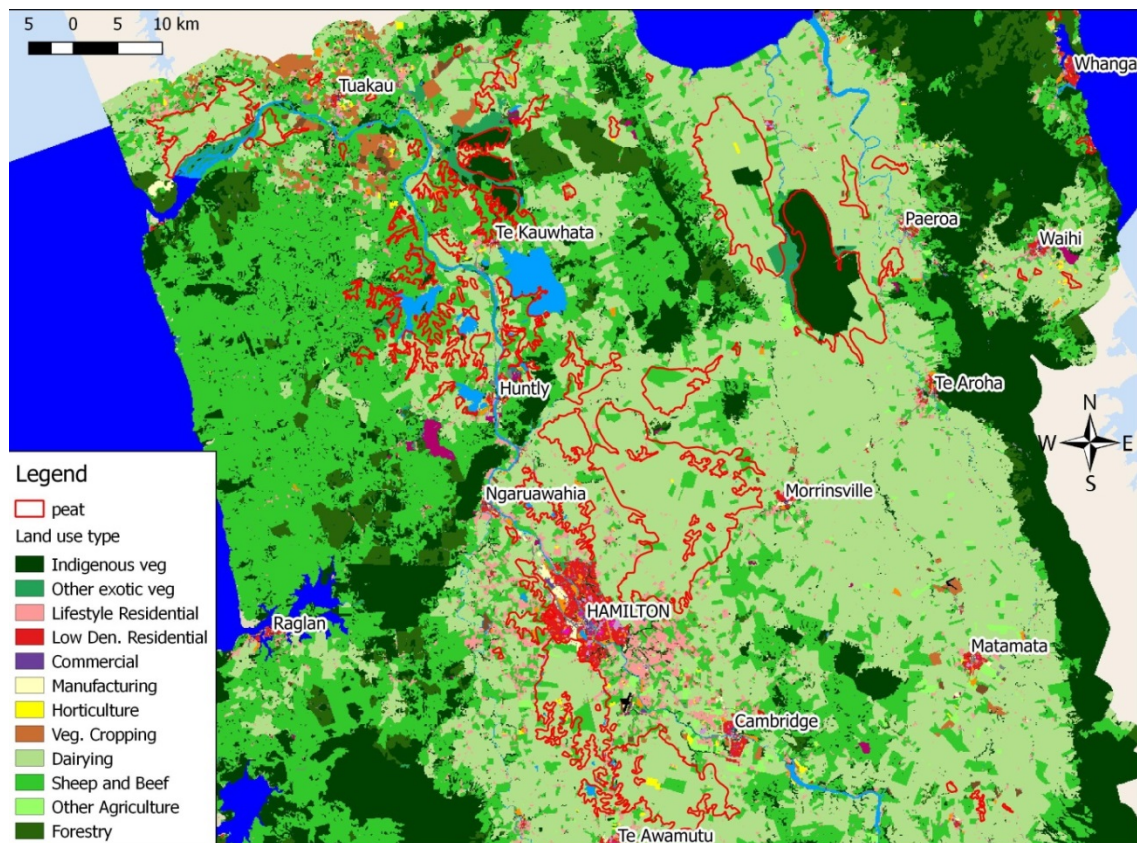 5 0 5 10 km
Tuakau
Whanga
Te Kauwhata
Paeroa
Waihi
Huntly
Te Aroha
N
W E
S
Ngaruawahia
Morrinsville
HAMILTON
Raglan
Matamata
Cambridge
Te Awamutu
Legend
peat
Land use type
Indigenous veg
Other exotic veg
Lifestyle Residential
Low Den. Residential
Commercial
Manufacturing
Horticulture
Veg. Cropping
Dairying
Sheep and Beef
Other Agriculture
Forestry